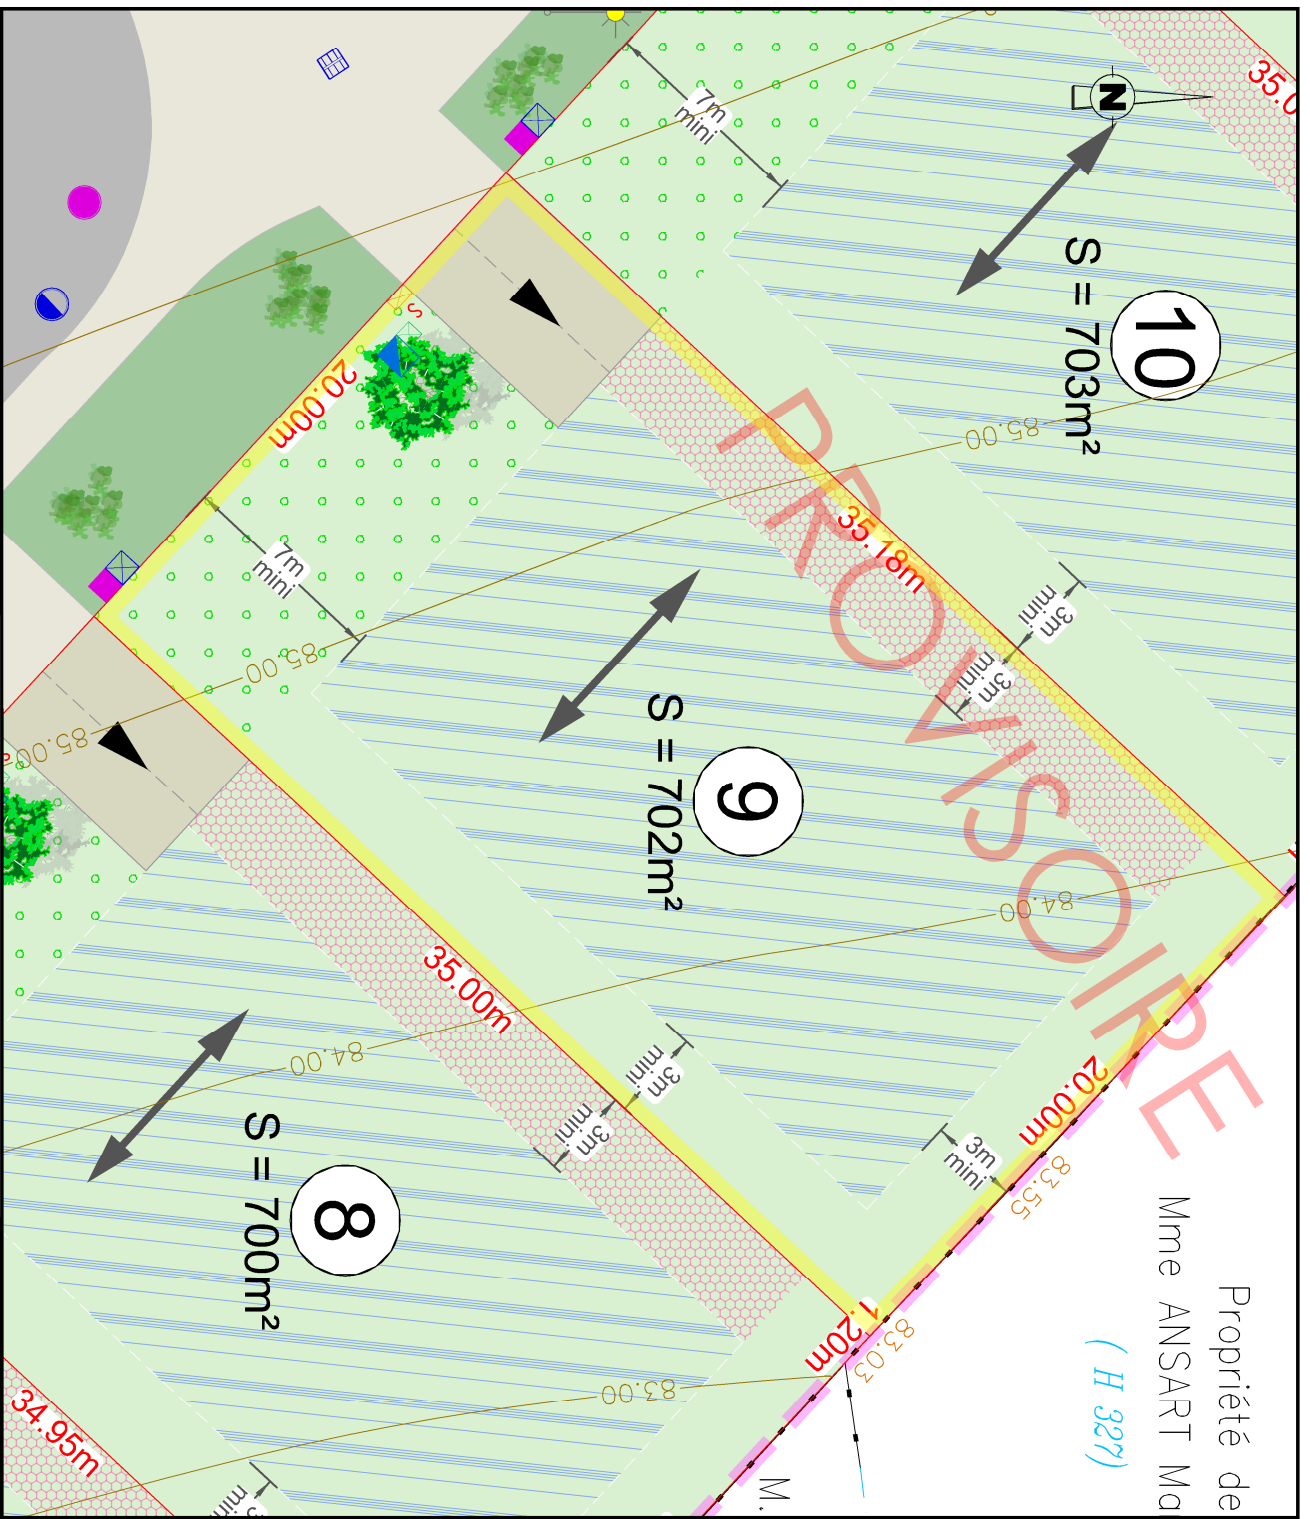 N
10
S = 703m²
35.0
7m
mini
85.00
PROVISOIRE
35.18m
3m
mini
3m
mini
S
20.00m
7m
mini
85.00
85.00
9
S = 702m²
84.00
84.00
35.00m
3m
mini
3m
mini
3m
mini
20.00m
83.55
83.03
1.20m
83.00
8
S = 700m²
34.95m
Propriété de
Mme ANSART Ma
( H 327)
M.